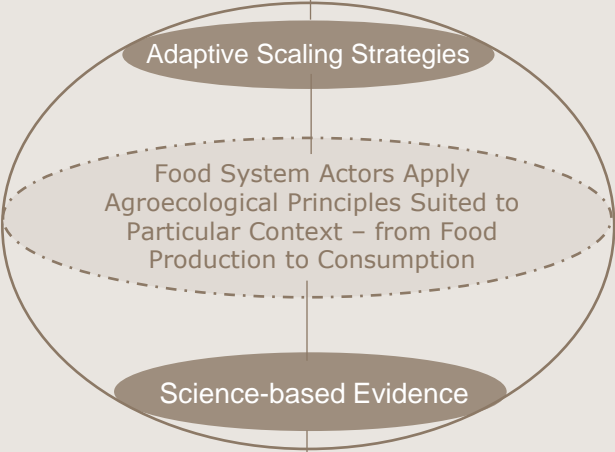 Adaptive Scaling Strategies
Food System Actors Apply
Agroecological Principles Suited to
Particular Context – from Food
Production to Consumption
Science-based Evidence